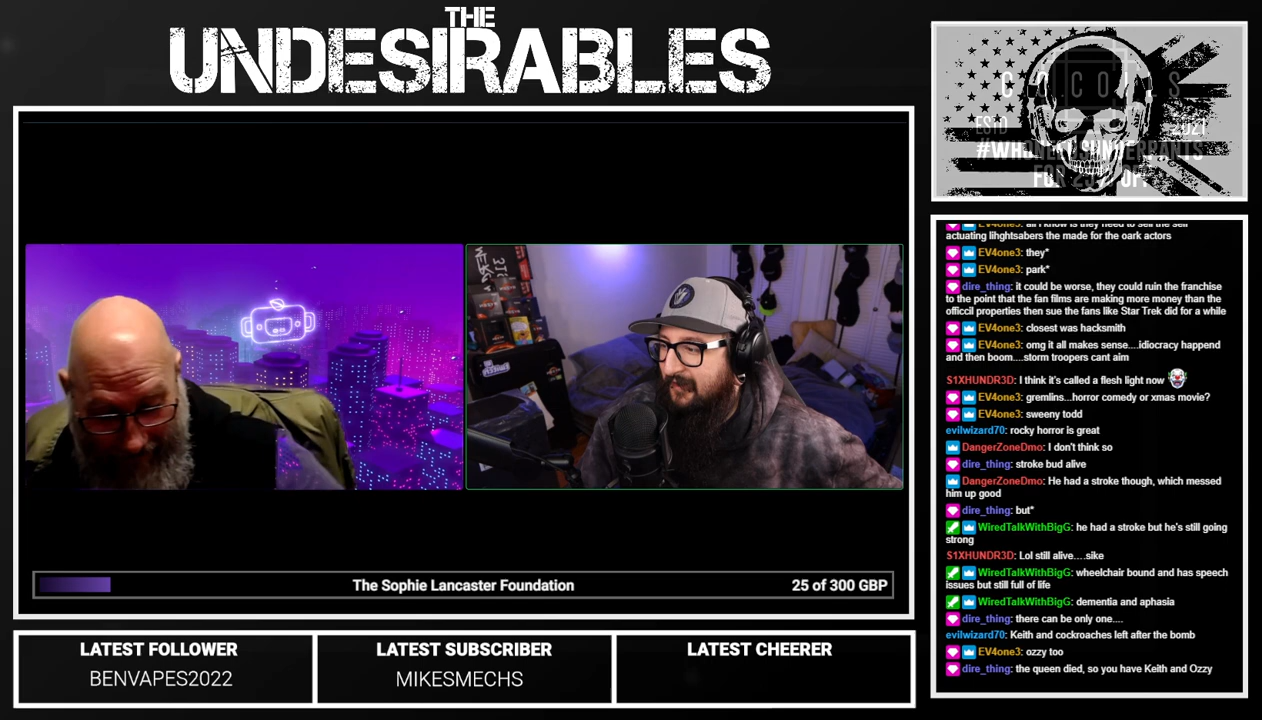 THE
UNDESIRABLES
ESTD
2021
actuating lihghtsabers the made for the oark actors
EV4one3: they*
EV4one3: park*
dire_thing: it could be worse, they could ruin the franchise
to the point that the fan films are making more money than the
officcil properties then sue the fans like Star Trek did for a while
EV4one3: closest was hacksmith
EV4one3: omg it all makes sense....idiocracy happend
and then boom....storm troopers cant aim
S1XHUNDR3D: I think it's called a flesh light now
EV4one3: gremlins...horror comedy or xmas movie?
EV4one3: sweeny todd
evilwizard70: rocky horror is great
DangerZoneDmo: I don't think so
dire_thing: stroke bud alive
DangerZoneDmo: He had a stroke though, which messed
him up good
dire_thing: but*
WiredTalkWithBigG: he had a stroke but he's still going
strong
S1XHUNDR3D: Lol still alive....sike
WiredTalkWithBigG: wheelchair bound and has speech
issues but still full of life
WiredTalkWithBigG: dementia and aphasia
dire_thing: there can be only one....
evilwizard70: Keith and cockroaches left after the bomb
EV4one3: ozzy too
dire_thing: the queen died, so you have Keith and Ozzy
The Sophie Lancaster Foundation
25 of 300 GBP
LATEST FOLLOWER
BENVAPES2022
LATEST SUBSCRIBER
MIKESMECHS
LATEST CHEERER